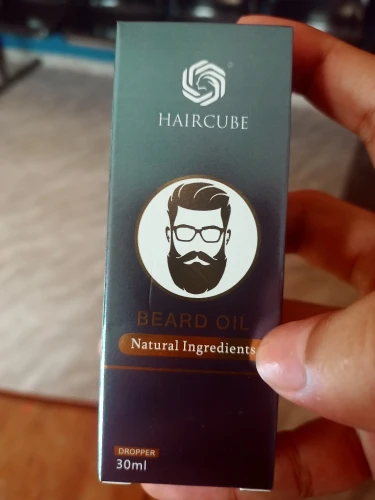 HAIRCUBE
BEARD OIL
Natural Ingredients
DROPPER
30ml